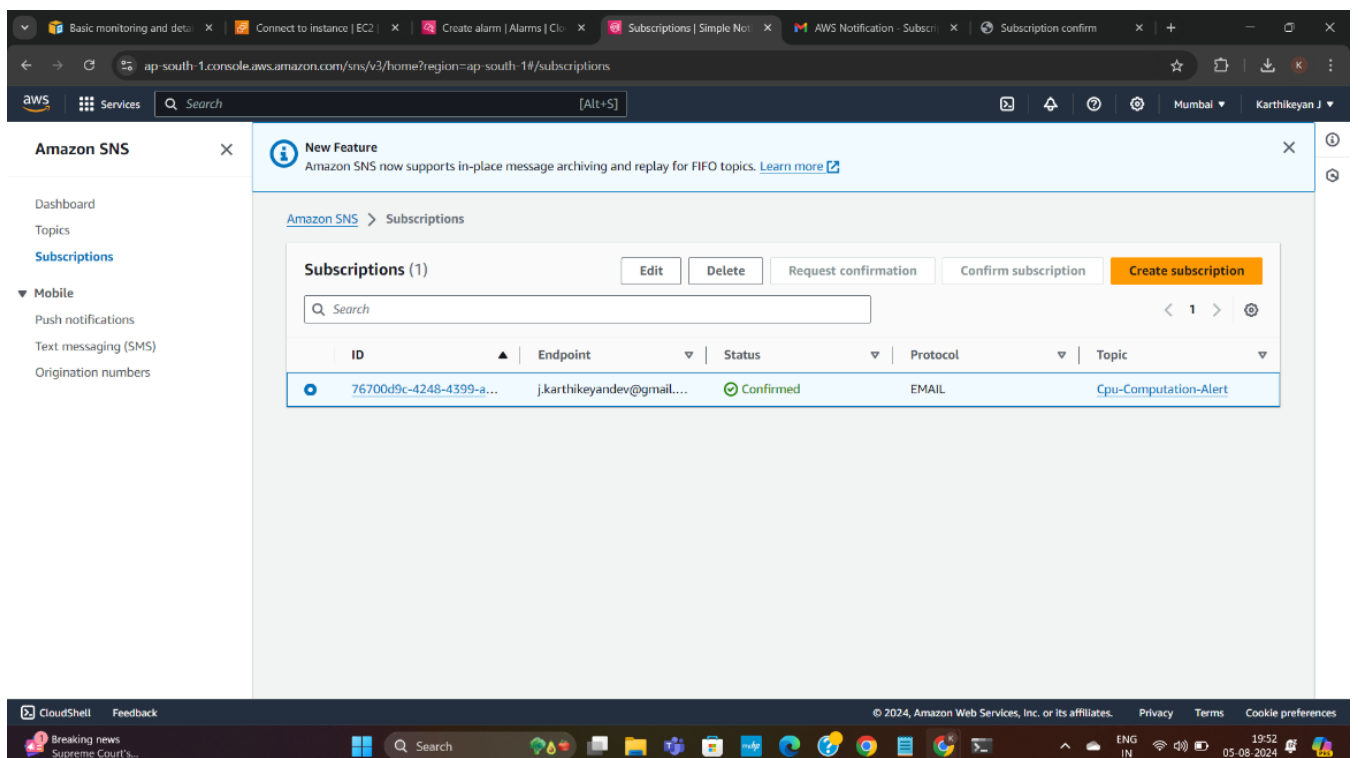 Basic monitoring and deta
Connect to instance | EC2 |
Create alarm | Alarms | Clo
Subscriptions | Simple Not
AWS Notification - Subscri
Subscription confirm
ap-south-1.console.aws.amazon.com/sns/v3/home?region=ap-south-1#/subscriptions
K
aws
Services
Search
[Alt+S]
Mumbai
Karthikeyan J
Amazon SNS
Dashboard
Topics
Subscriptions
Mobile
Push notifications
Text messaging (SMS)
Origination numbers
New Feature
Amazon SNS now supports in-place message archiving and replay for FIFO topics. Learn more
Amazon SNS > Subscriptions
Subscriptions (1)
Edit
Delete
Request confirmation
Confirm subscription
Create subscription
Search
1
ID Endpoint Status Protocol Topic
76700d9c-4248-4399-a... j.karthikeyandev@gmail.... Confirmed EMAIL Cpu-Computation-Alert
CloudShell Feedback
© 2024, Amazon Web Services, Inc. or its affiliates. Privacy Terms Cookie preferences
Breaking news
Supreme Court's...
Search
ENG
IN
19:52
05-08-2024